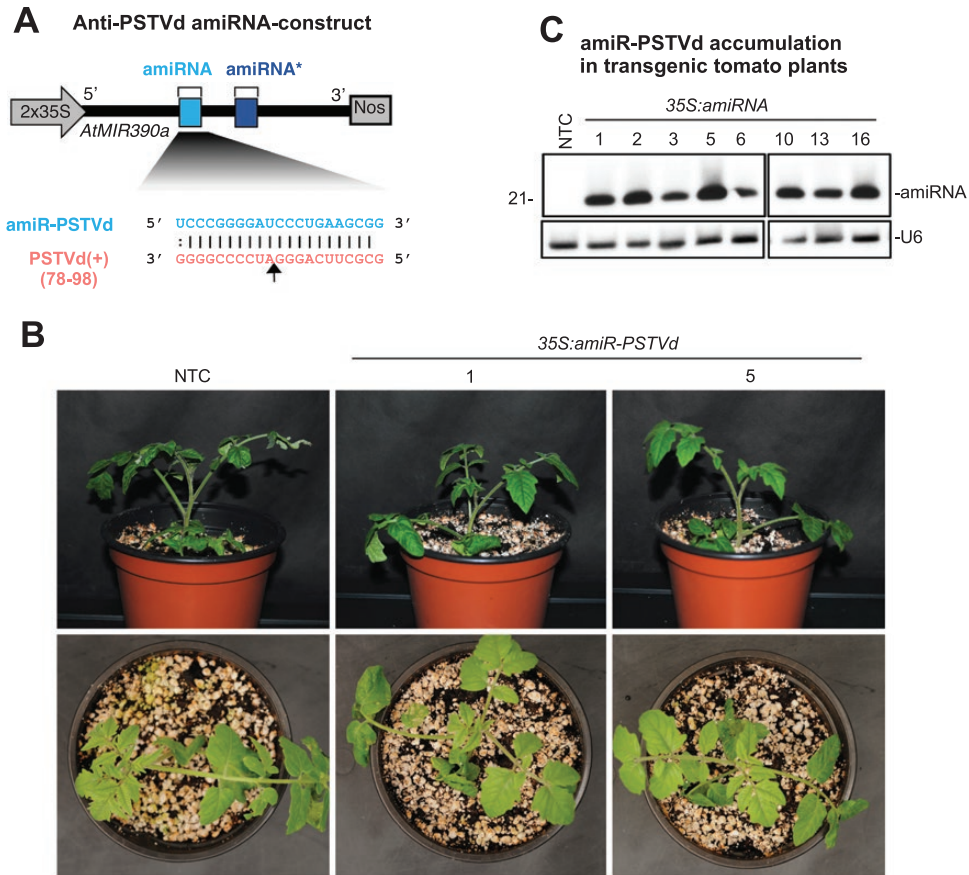 A
Anti-PSTVd amiRNA-construct
amiRNA
amiRNA*
5′
3′
2x35S
Nos
AtMIR390a
amiR-PSTVd
5′ UCCCGGGGAUCCCUGAAGCGG 3′
: | | | | | | | | | | | | | | | | | |
PSTVd(+)
3′ GGGGCCCCUAGGGACUUCGCG 5′
(78-98)
C
amiR-PSTVd accumulation
in transgenic tomato plants
35S:amiRNA
NTC
1 2 3 5 6 10 13 16
21-
-amiRNA
-U6
B
35S:amiR-PSTVd
NTC
1
5